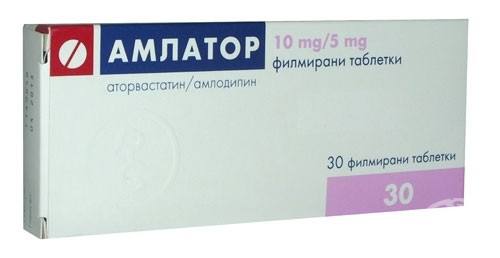 АМЛАТОР
10 mg/5 mg
филмирани таблетки
аторвастатин/амлодипин
30 филмирани таблетки
30